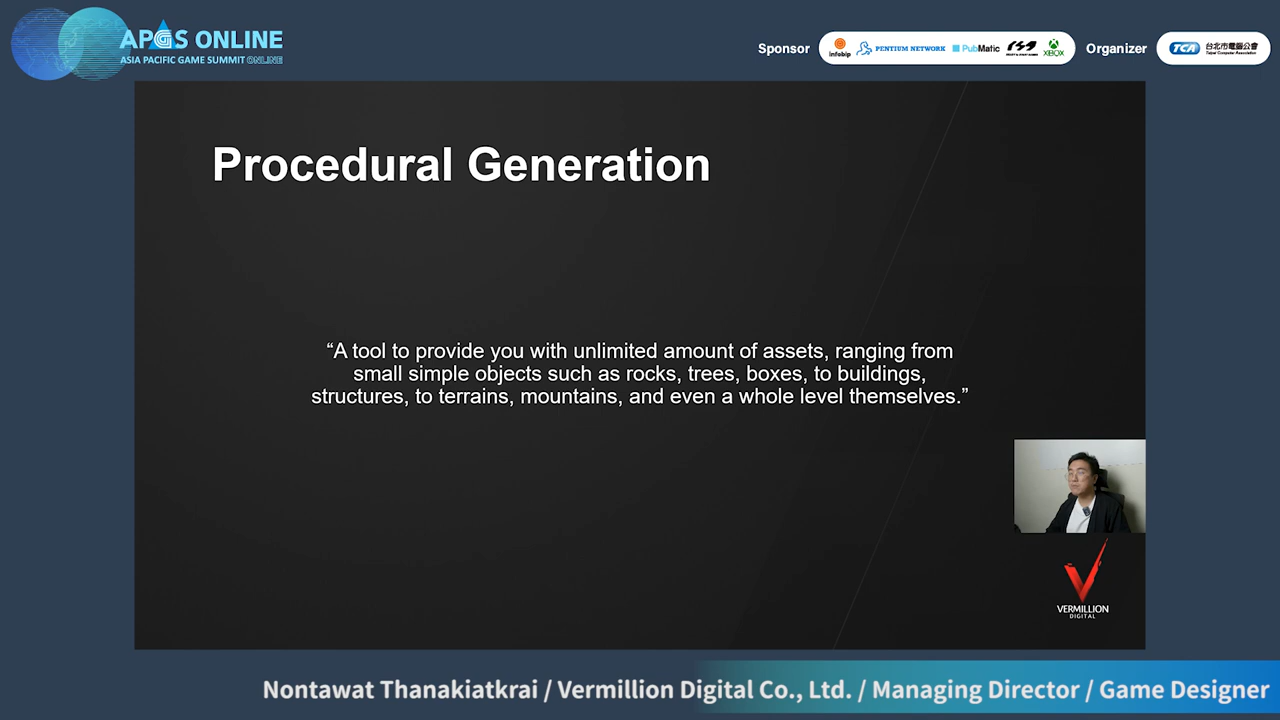 APGS ONLINE
ASIA PACIFIC GAME SUMMIT ONLINE
Sponsor
infobip
PENTIUM NETWORK
PubMatic
XBOX
Organizer
TCA
台北市電腦公會
Taipei Computer Association
Procedural Generation
“A tool to provide you with unlimited amount of assets, ranging from
small simple objects such as rocks, trees, boxes, to buildings,
structures, to terrains, mountains, and even a whole level themselves.”
VERMILLION
DIGITAL
Nontawat Thanakiatkrai / Vermillion Digital Co., Ltd. / Managing Director / Game Designer